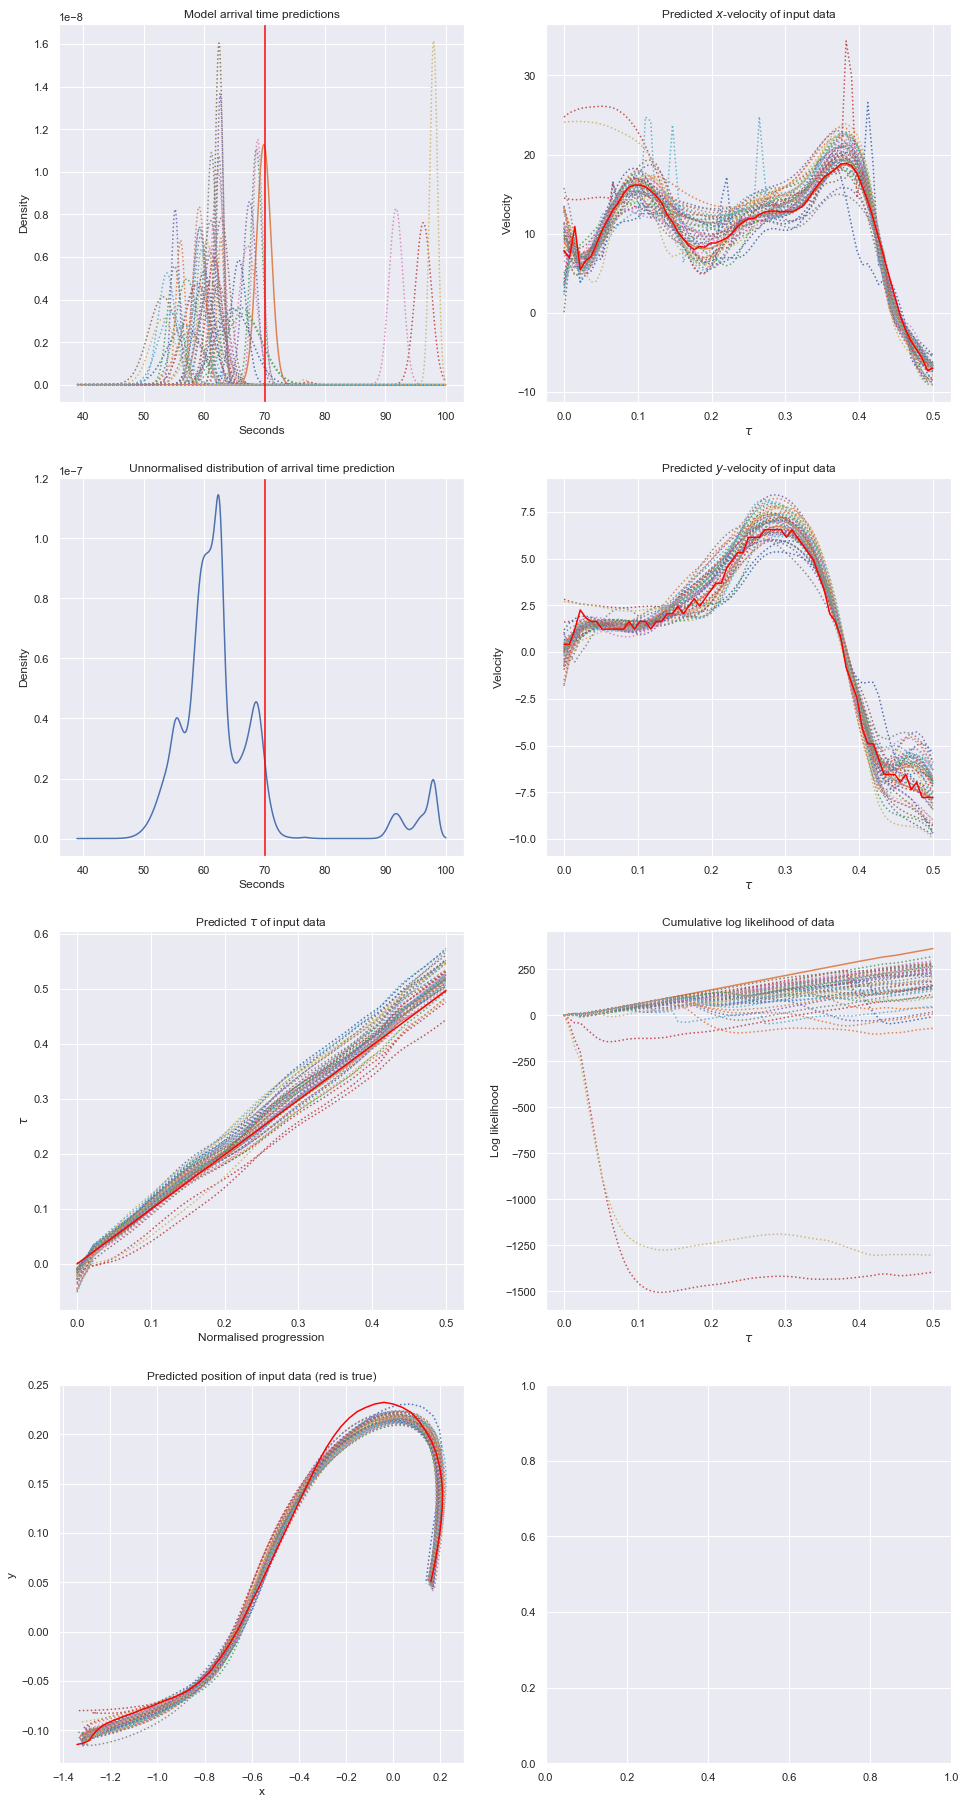 Model arrival time predictions
1e−8
1.6
1.4
1.2
1.0
0.8
0.6
0.4
0.2
0.0
Density
40 50 60 70 80 90 100
Seconds
Predicted x-velocity of input data
30
20
10
0
−10
Velocity
0.0 0.1 0.2 0.3 0.4 0.5
τ
Unnormalised distribution of arrival time prediction
1e−7
1.2
1.0
0.8
0.6
0.4
0.2
0.0
Density
40 50 60 70 80 90 100
Seconds
Predicted y-velocity of input data
7.5
5.0
2.5
0.0
−2.5
−5.0
−7.5
−10.0
Velocity
0.0 0.1 0.2 0.3 0.4 0.5
τ
Predicted τ of input data
0.6
0.5
0.4
0.3
0.2
0.1
0.0
τ
0.0 0.1 0.2 0.3 0.4 0.5
Normalised progression
Cumulative log likelihood of data
250
0
−250
−500
−750
−1000
−1250
−1500
Log likelihood
0.0 0.1 0.2 0.3 0.4 0.5
τ
Predicted position of input data (red is true)
0.25
0.20
0.15
0.10
0.05
0.00
−0.05
−0.10
y
−1.4 −1.2 −1.0 −0.8 −0.6 −0.4 −0.2 0.0 0.2
x
1.0
0.8
0.6
0.4
0.2
0.0
0.0 0.2 0.4 0.6 0.8 1.0